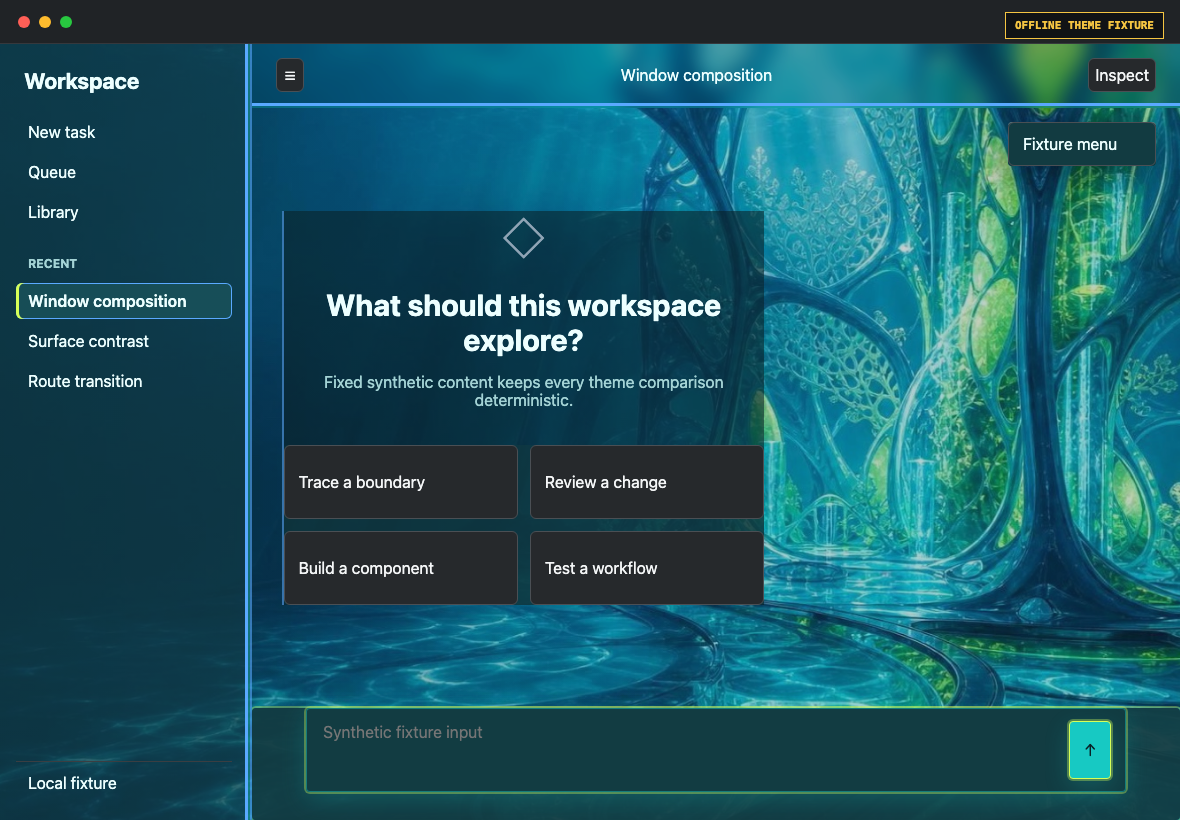 OFFLINE THEME FIXTURE
Workspace
New task
Queue
Library
RECENT
Window composition
Surface contrast
Route transition
Local fixture
Window composition
Inspect
Fixture menu
What should this workspace
explore?
Fixed synthetic content keeps every theme comparison
deterministic.
Trace a boundary
Review a change
Build a component
Test a workflow
Synthetic fixture input